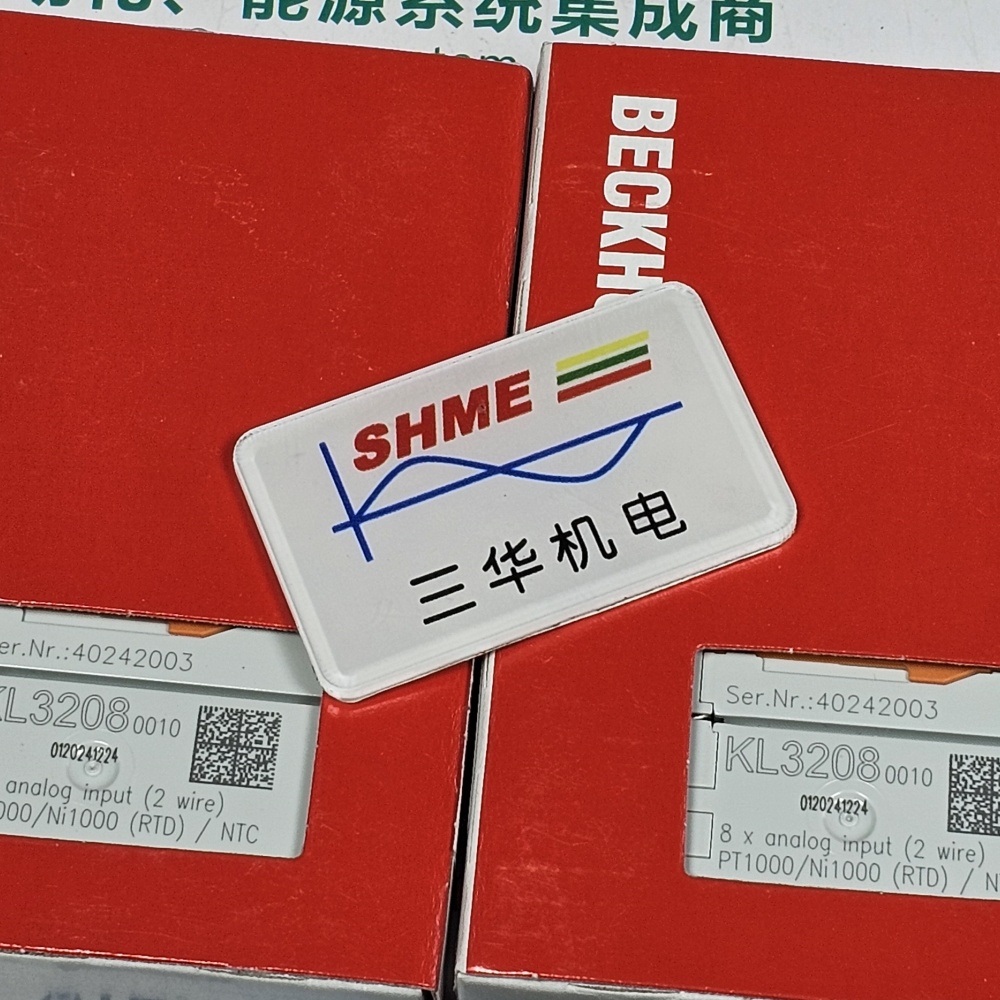 能源系统集成商
BECKH
SHME
三华机电
er.Nr.:40242003
KL3208 0010
0120241224
analog input (2 wire)
000/Ni1000 (RTD) / NTC
Ser.Nr.:40242003
KL3208 0010
0120241224
8 x analog input (2 wire)
PT1000/Ni1000 (RTD) / N